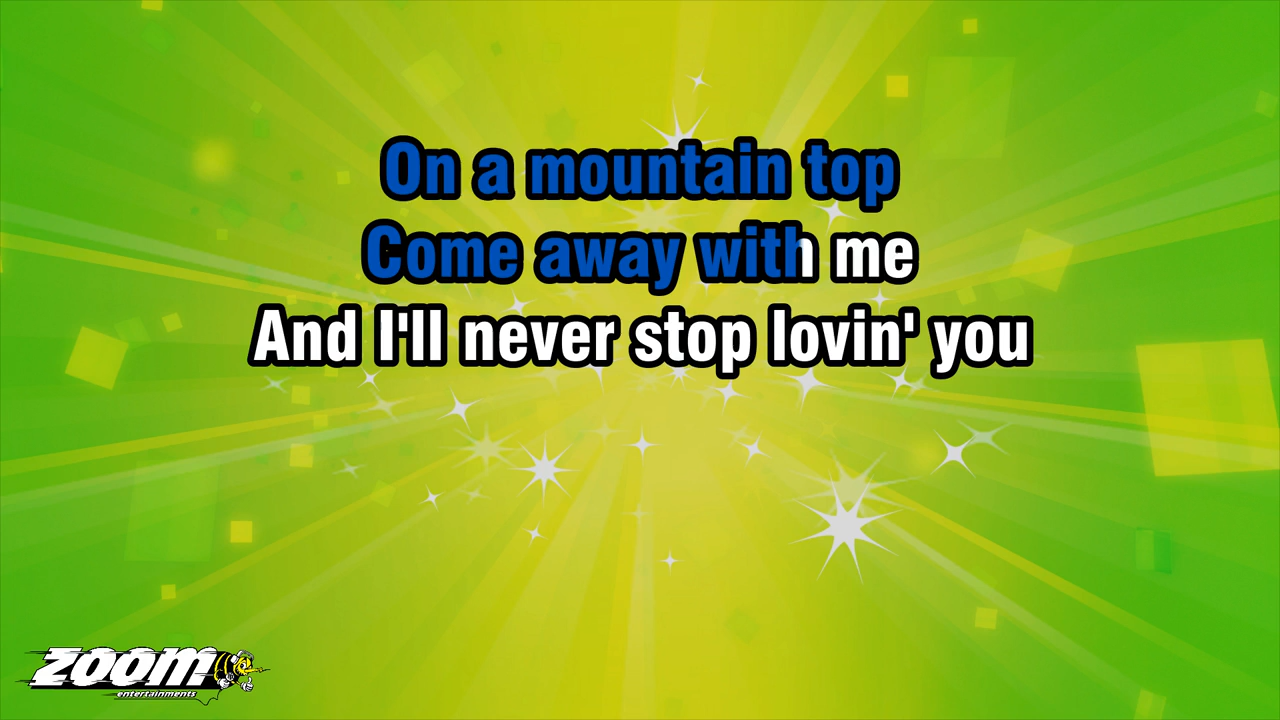 On a mountain top
Come away with me
And I'll never stop lovin' you
zoom
entertainments